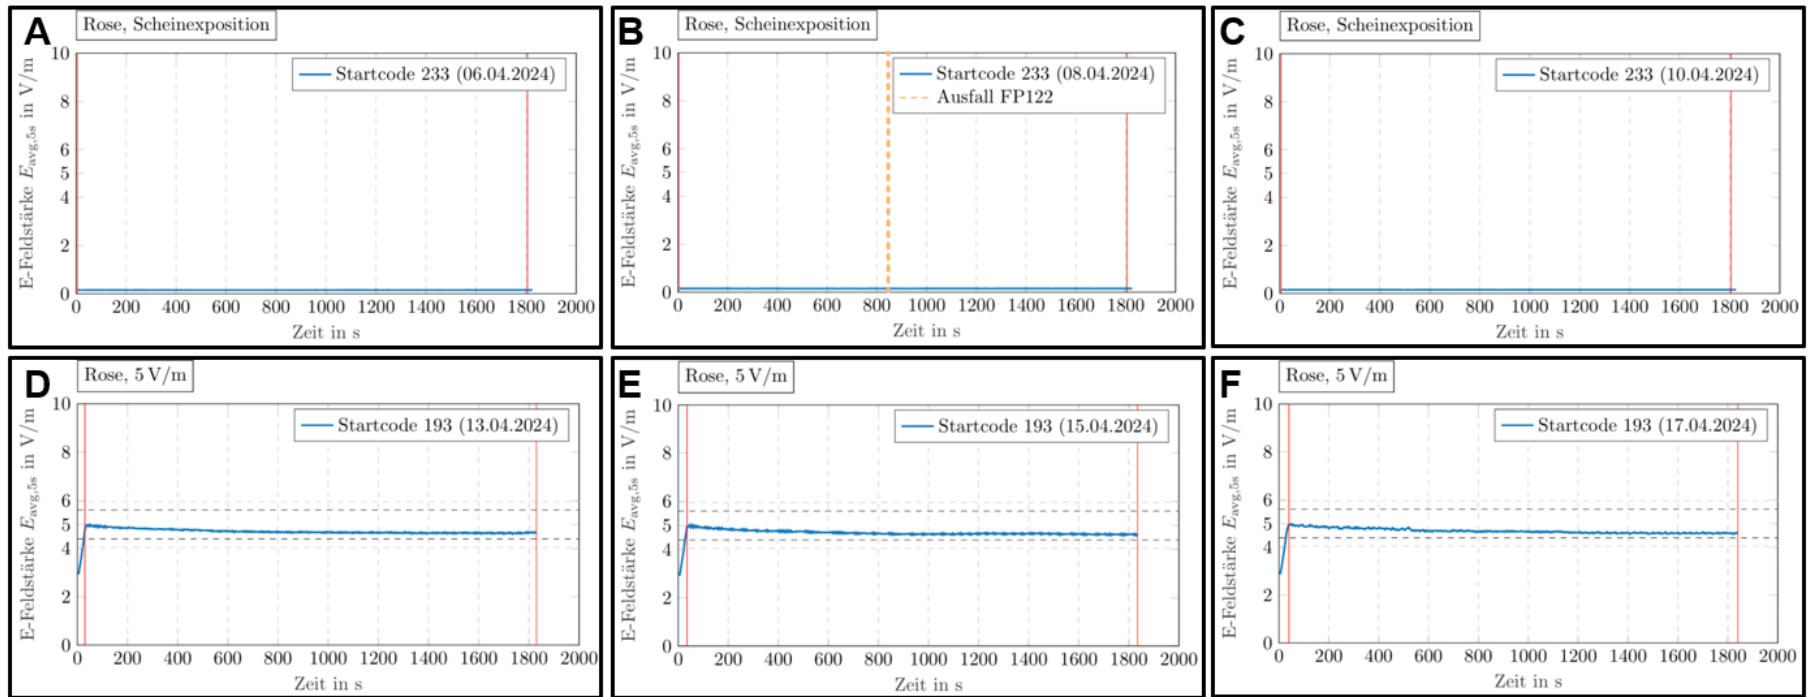 A
Rose, Scheinexposition
E-Feldstärke E_avg,5s in V/m
10
8
6
5
4
2
0
Startcode 233 (06.04.2024)
0 200 400 600 800 1000 1200 1400 1600 1800 2000
Zeit in s
B
Rose, Scheinexposition
E-Feldstärke E_avg,5s in V/m
10
8
6
5
4
2
0
Startcode 233 (08.04.2024)
Ausfall FP122
0 200 400 600 800 1000 1200 1400 1600 1800 2000
Zeit in s
C
Rose, Scheinexposition
E-Feldstärke E_avg,5s in V/m
10
8
6
5
4
2
0
Startcode 233 (10.04.2024)
0 200 400 600 800 1000 1200 1400 1600 1800 2000
Zeit in s
D
Rose, 5 V/m
E-Feldstärke E_avg,5s in V/m
10
8
6
5
4
2
0
Startcode 193 (13.04.2024)
0 200 400 600 800 1000 1200 1400 1600 1800 2000
Zeit in s
E
Rose, 5 V/m
E-Feldstärke E_avg,5s in V/m
10
8
6
5
4
2
0
Startcode 193 (15.04.2024)
0 200 400 600 800 1000 1200 1400 1600 1800 2000
Zeit in s
F
Rose, 5 V/m
E-Feldstärke E_avg,5s in V/m
10
8
6
5
4
2
0
Startcode 193 (17.04.2024)
0 200 400 600 800 1000 1200 1400 1600 1800 2000
Zeit in s